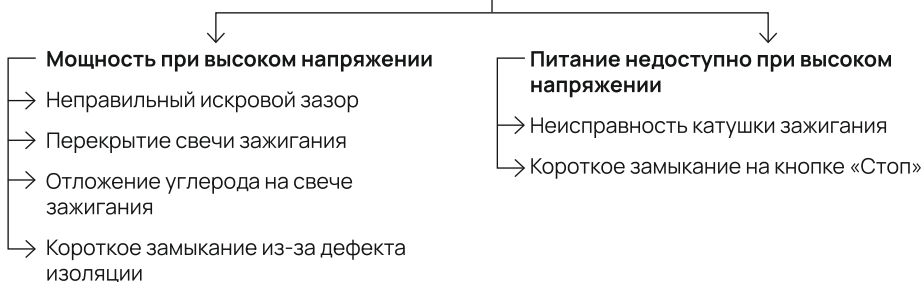 Мощность при высоком напряжении
Неправильный искровой зазор
Перекрытие свечи зажигания
Отложение углерода на свече
зажигания
Короткое замыкание из-за дефекта
изоляции
Питание недоступно при высоком
напряжении
Неисправность катушки зажигания
Короткое замыкание на кнопке «Стоп»